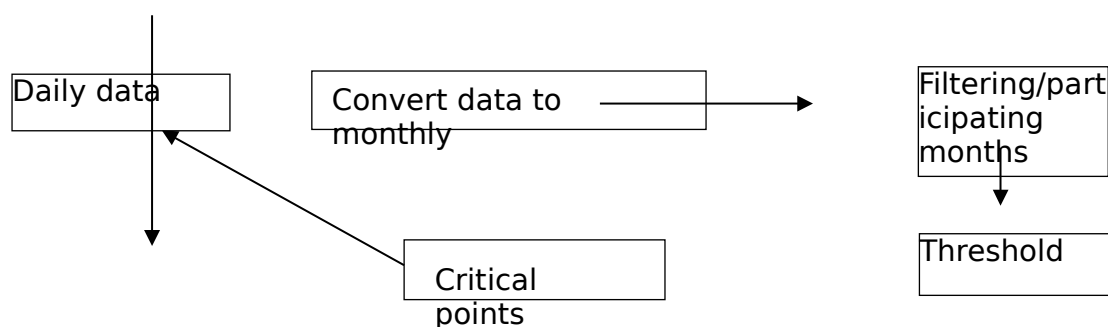 Daily data
Convert data to
monthly
Filtering/part
icipating
months
Critical
points
Threshold